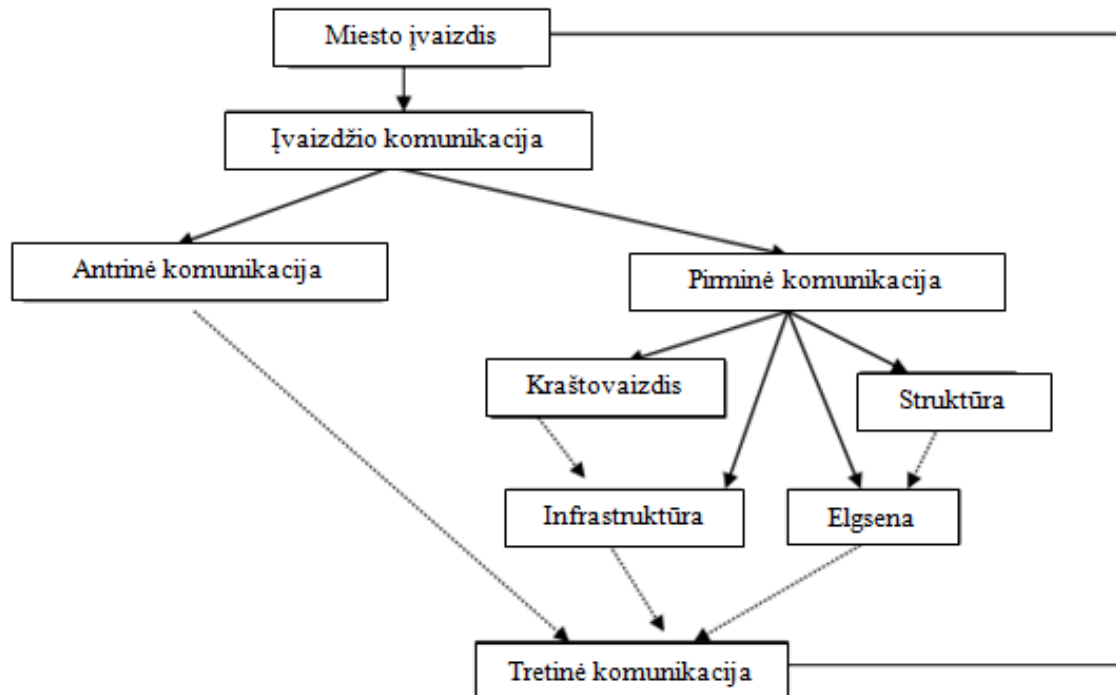 Miesto įvaizdis
Įvaizdžio komunikacija
Antrinė komunikacija
Pirminė komunikacija
Kraštovaizdis
Struktūra
Infrastruktūra
Elgsena
Tretinė komunikacija